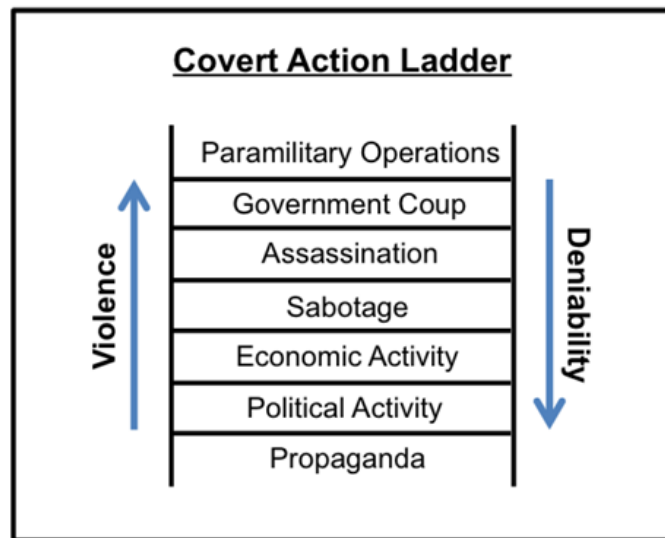 Covert Action Ladder
Paramilitary Operations
Government Coup
Assassination
Sabotage
Economic Activity
Political Activity
Propaganda
Violence
Deniability